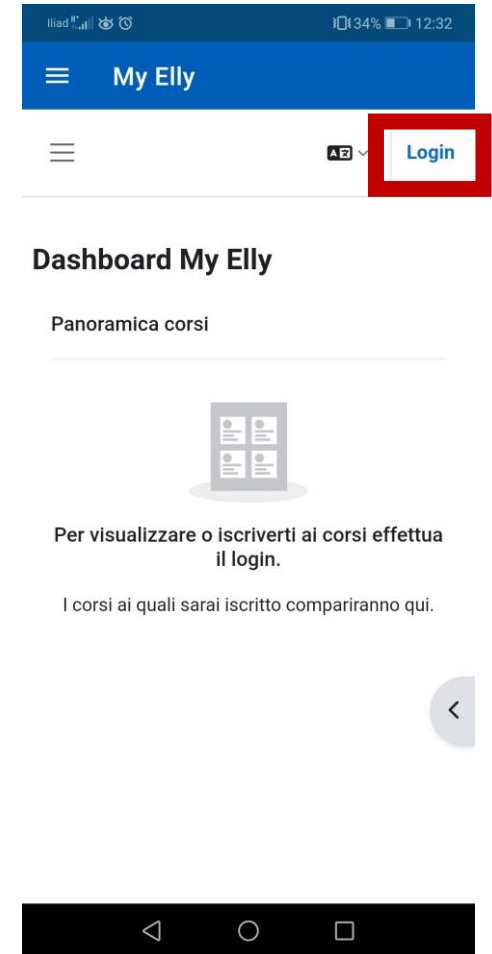 Iliad 34% 12:32
My Elly
Login
Dashboard My Elly
Panoramica corsi
Per visualizzare o iscriverti ai corsi effettua
il login.
I corsi ai quali sarai iscritto compariranno qui.